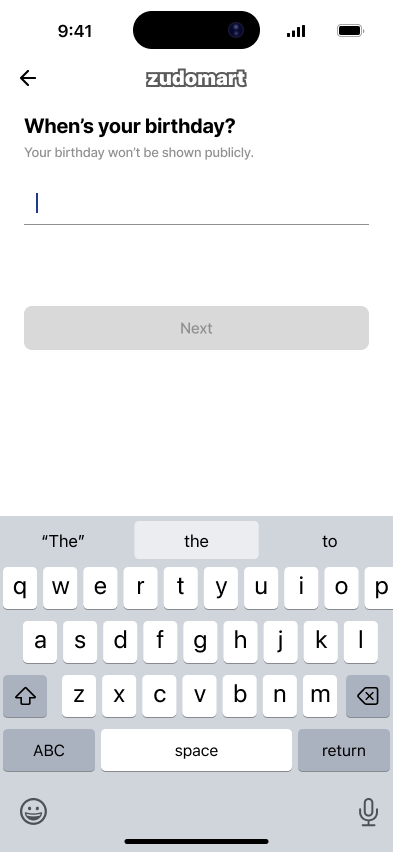 9:41
zudomart
When's your birthday?
Your birthday won't be shown publicly.
Next
“The” the to
q w e r t y u i o p
a s d f g h j k l
z x c v b n m
ABC space return